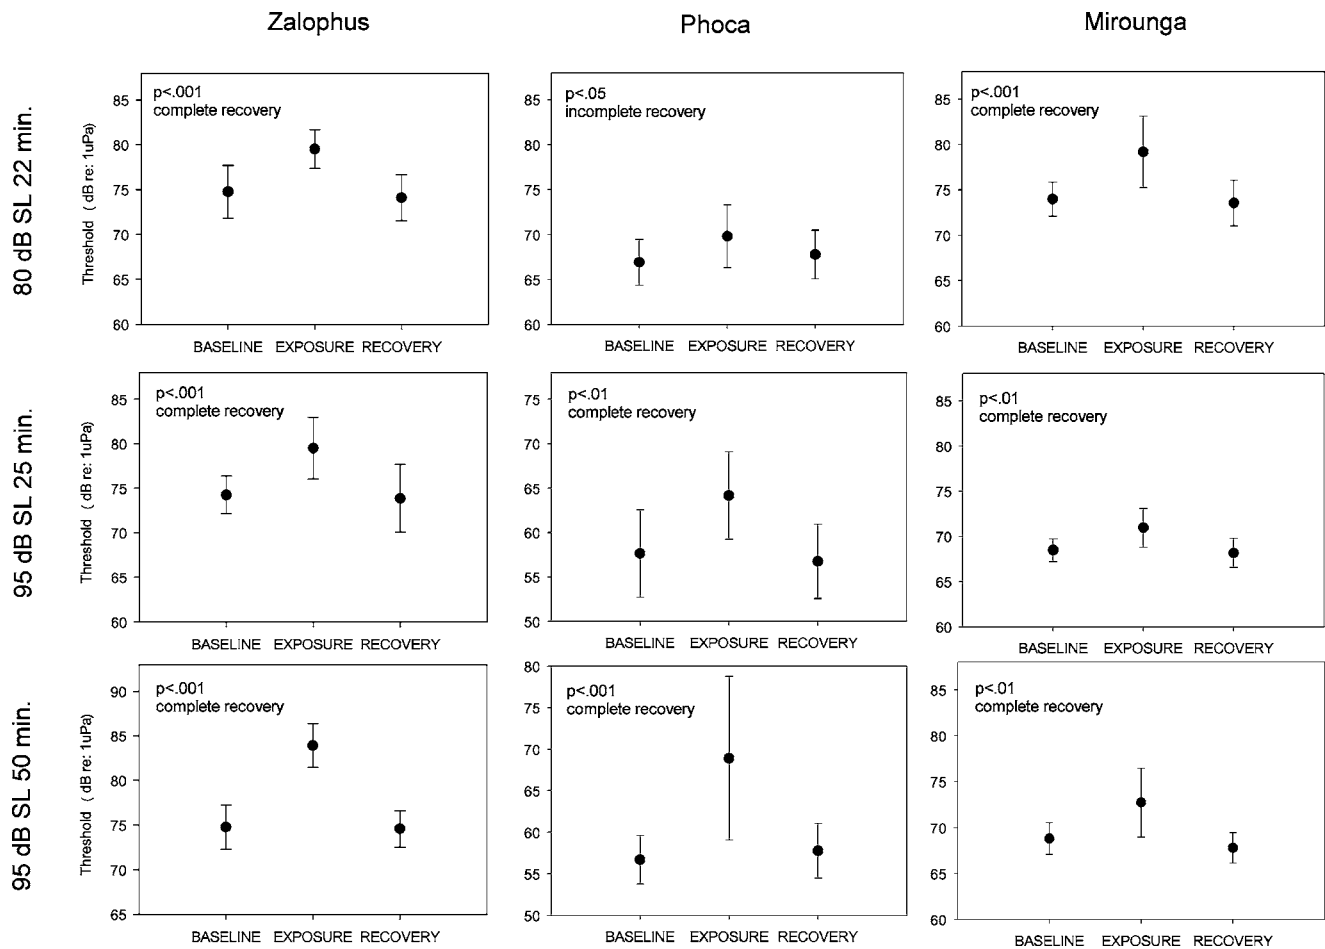 Zalophus
Phoca
Mirounga
80 dB SL 22 min.
Threshold ( dB re: 1uPa)
p<.001
complete recovery
85
80
75
70
65
60
BASELINE EXPOSURE RECOVERY
p<.05
incomplete recovery
85
80
75
70
65
60
BASELINE EXPOSURE RECOVERY
p<.001
complete recovery
85
80
75
70
65
60
BASELINE EXPOSURE RECOVERY
95 dB SL 25 min.
Threshold ( dB re: 1uPa)
p<.001
complete recovery
85
80
75
70
65
60
BASELINE EXPOSURE RECOVERY
p<.01
complete recovery
75
70
65
60
55
50
BASELINE EXPOSURE RECOVERY
p<.01
complete recovery
85
80
75
70
65
60
BASELINE EXPOSURE RECOVERY
95 dB SL 50 min.
Threshold ( dB re: 1uPa)
p<.001
complete recovery
90
85
80
75
70
65
BASELINE EXPOSURE RECOVERY
p<.001
complete recovery
80
75
70
65
60
55
50
BASELINE EXPOSURE RECOVERY
p<.01
complete recovery
85
80
75
70
65
60
BASELINE EXPOSURE RECOVERY